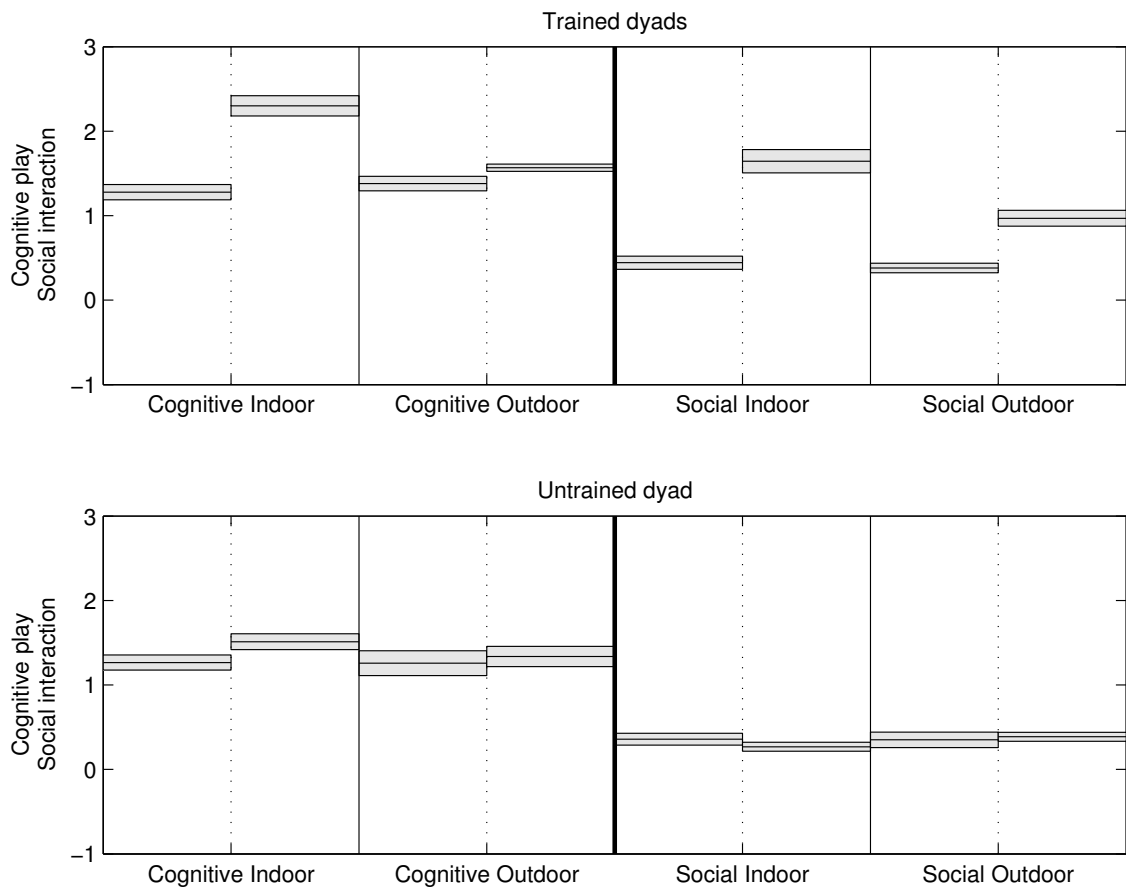 Trained dyads
3
2
1
0
−1
Cognitive play
Social interaction
Cognitive Indoor
Cognitive Outdoor
Social Indoor
Social Outdoor
Untrained dyad
3
2
1
0
−1
Cognitive play
Social interaction
Cognitive Indoor
Cognitive Outdoor
Social Indoor
Social Outdoor